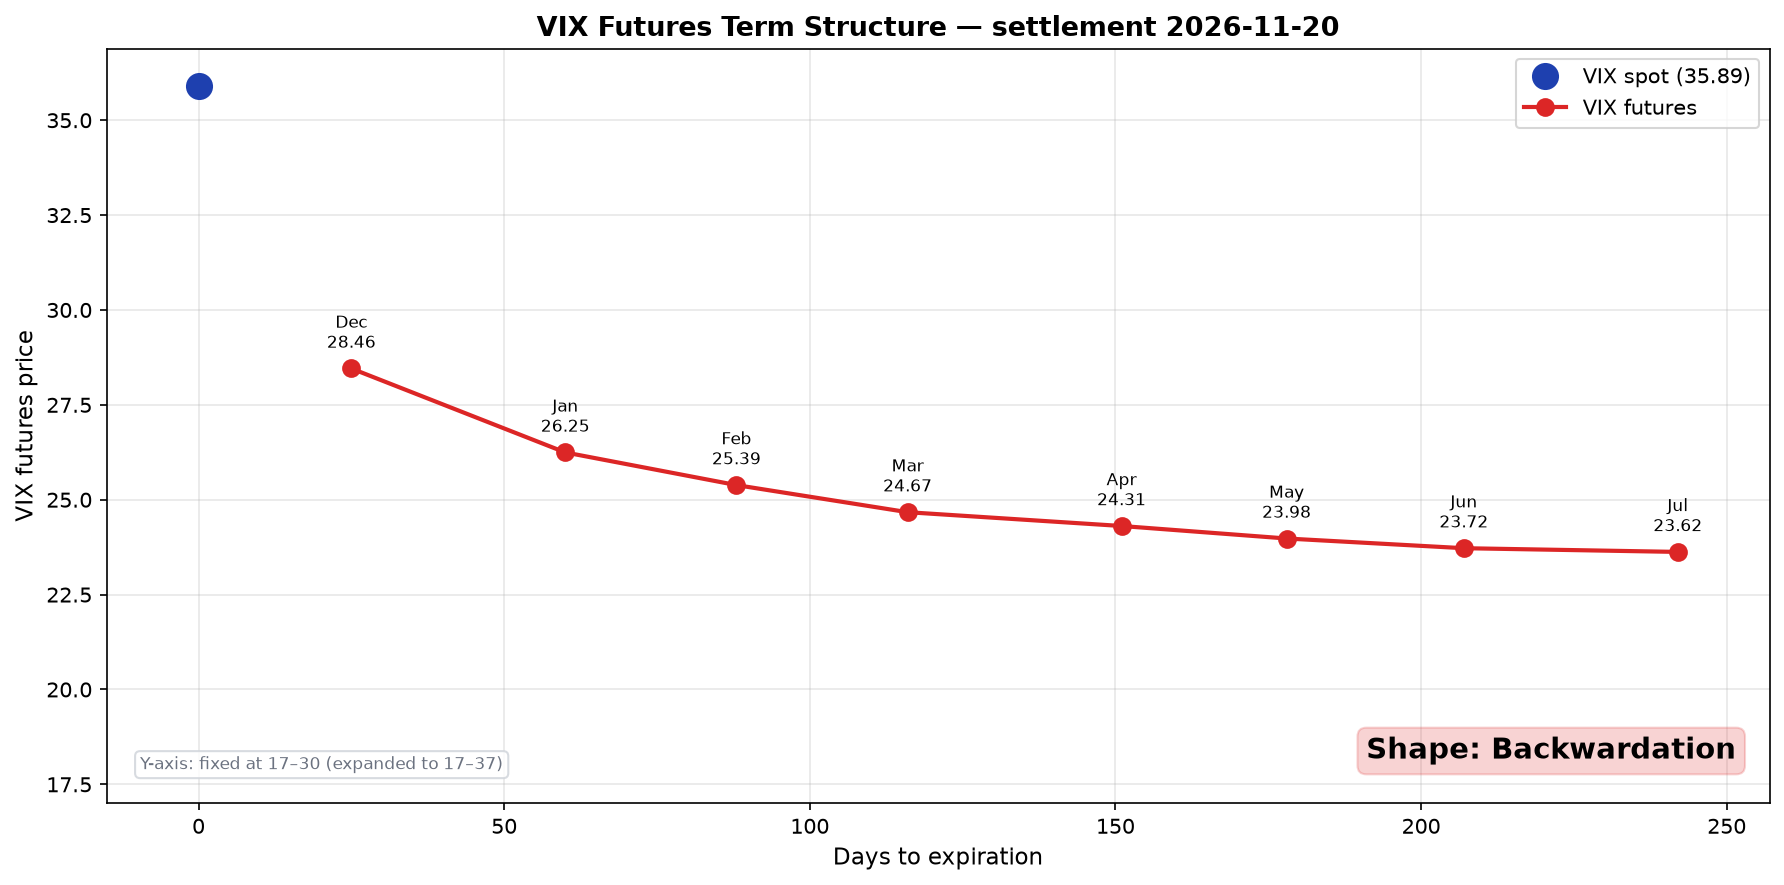 VIX Futures Term Structure — settlement 2026-11-20
VIX spot (35.89)
VIX futures
VIX futures price
35.0
32.5
30.0
27.5
25.0
22.5
20.0
17.5
Dec
28.46
Jan
26.25
Feb
25.39
Mar
24.67
Apr
24.31
May
23.98
Jun
23.72
Jul
23.62
Y-axis: fixed at 17–30 (expanded to 17–37)
Shape: Backwardation
0
50
100
150
200
250
Days to expiration